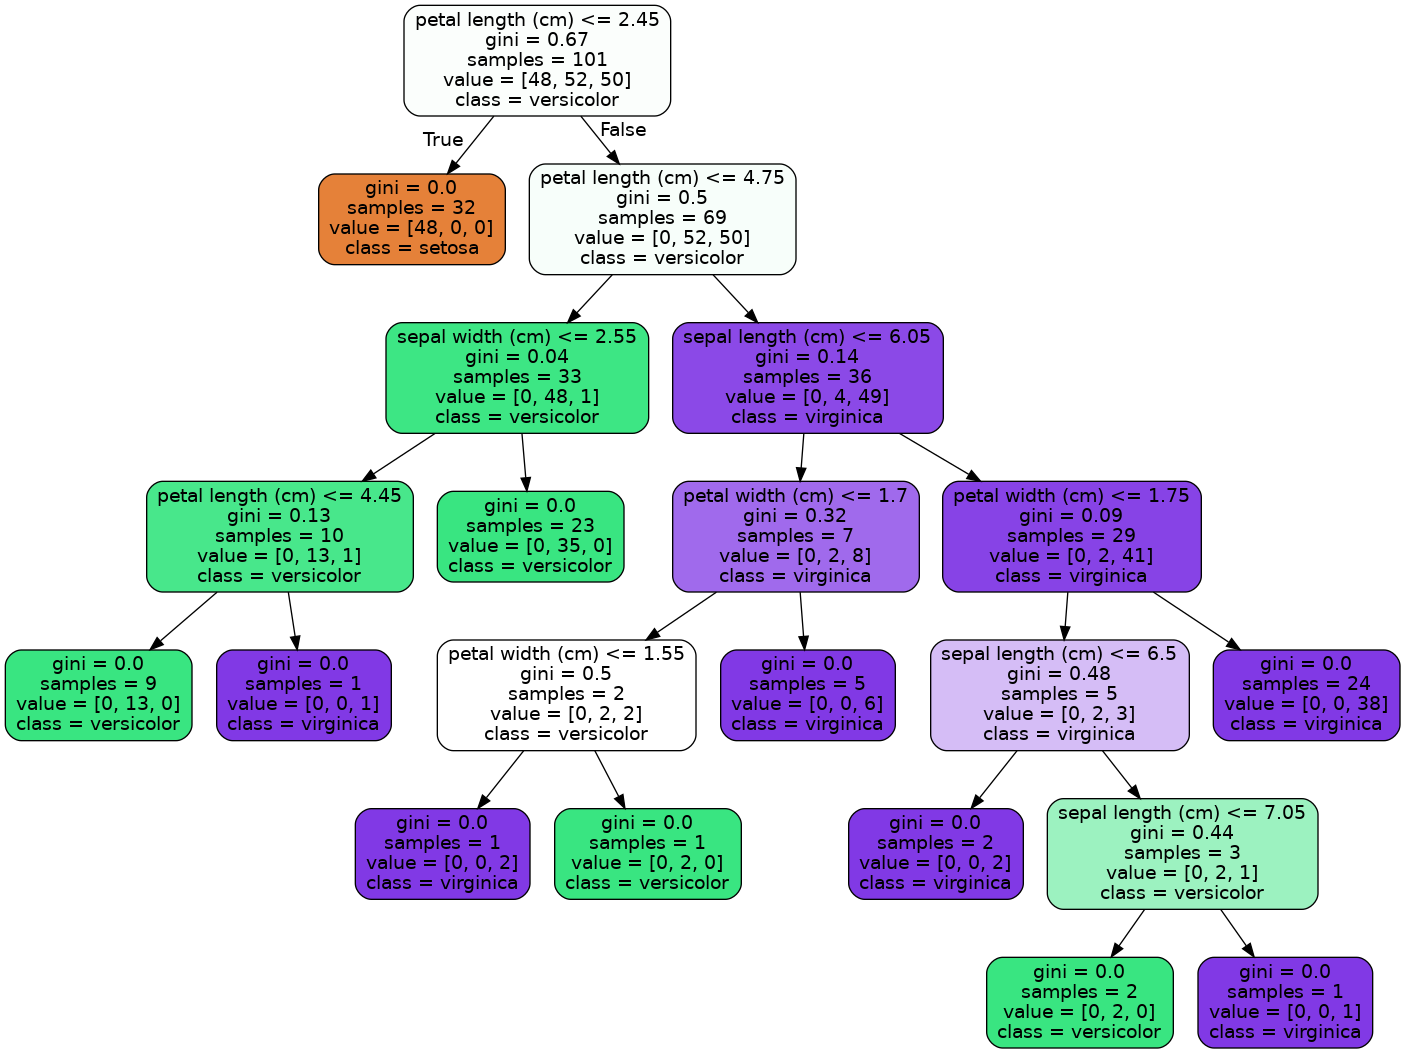 petal length (cm) <= 2.45
gini = 0.67
samples = 101
value = [48, 52, 50]
class = versicolor
True
False
gini = 0.0
samples = 32
value = [48, 0, 0]
class = setosa
petal length (cm) <= 4.75
gini = 0.5
samples = 69
value = [0, 52, 50]
class = versicolor
sepal width (cm) <= 2.55
gini = 0.04
samples = 33
value = [0, 48, 1]
class = versicolor
sepal length (cm) <= 6.05
gini = 0.14
samples = 36
value = [0, 4, 49]
class = virginica
petal length (cm) <= 4.45
gini = 0.13
samples = 10
value = [0, 13, 1]
class = versicolor
gini = 0.0
samples = 23
value = [0, 35, 0]
class = versicolor
petal width (cm) <= 1.7
gini = 0.32
samples = 7
value = [0, 2, 8]
class = virginica
petal width (cm) <= 1.75
gini = 0.09
samples = 29
value = [0, 2, 41]
class = virginica
gini = 0.0
samples = 9
value = [0, 13, 0]
class = versicolor
gini = 0.0
samples = 1
value = [0, 0, 1]
class = virginica
petal width (cm) <= 1.55
gini = 0.5
samples = 2
value = [0, 2, 2]
class = versicolor
gini = 0.0
samples = 5
value = [0, 0, 6]
class = virginica
sepal length (cm) <= 6.5
gini = 0.48
samples = 5
value = [0, 2, 3]
class = virginica
gini = 0.0
samples = 24
value = [0, 0, 38]
class = virginica
gini = 0.0
samples = 1
value = [0, 0, 2]
class = virginica
gini = 0.0
samples = 1
value = [0, 2, 0]
class = versicolor
gini = 0.0
samples = 2
value = [0, 0, 2]
class = virginica
sepal length (cm) <= 7.05
gini = 0.44
samples = 3
value = [0, 2, 1]
class = versicolor
gini = 0.0
samples = 2
value = [0, 2, 0]
class = versicolor
gini = 0.0
samples = 1
value = [0, 0, 1]
class = virginica